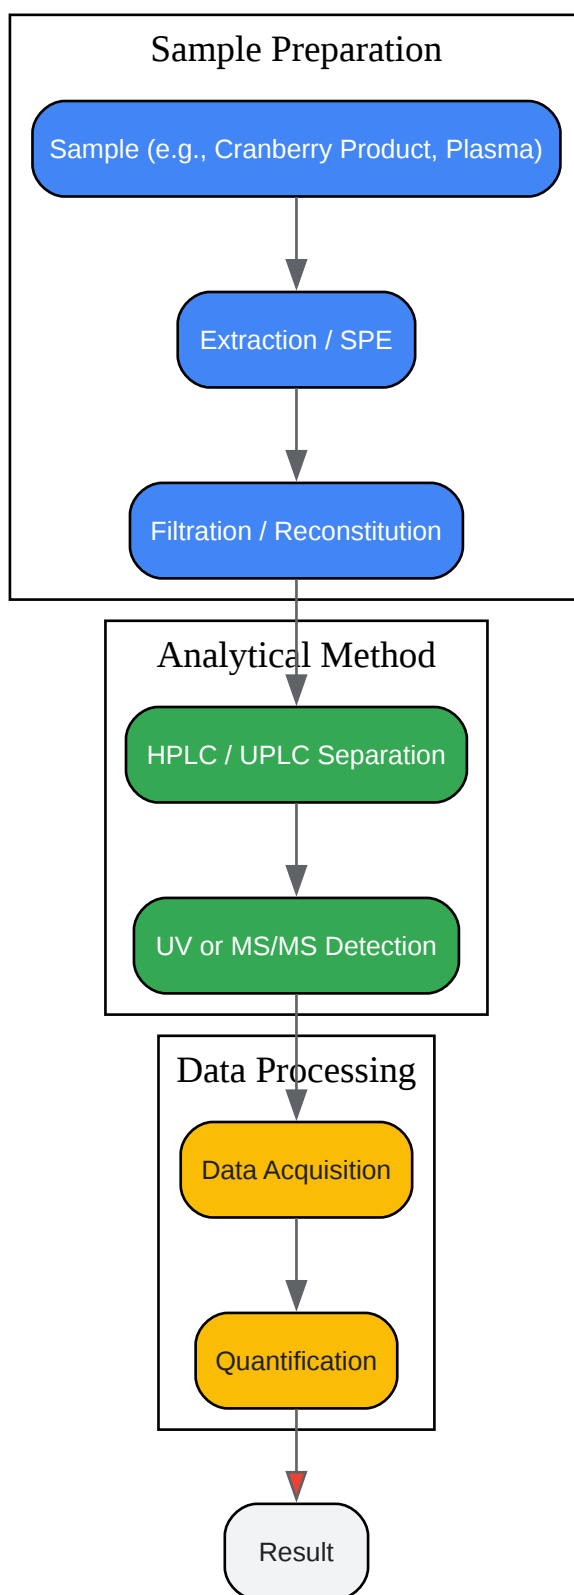 Sample Preparation
Sample (e.g., Cranberry Product, Plasma)
Extraction / SPE
Filtration / Reconstitution
Analytical Method
HPLC / UPLC Separation
UV or MS/MS Detection
Data Processing
Data Acquisition
Quantification
Result